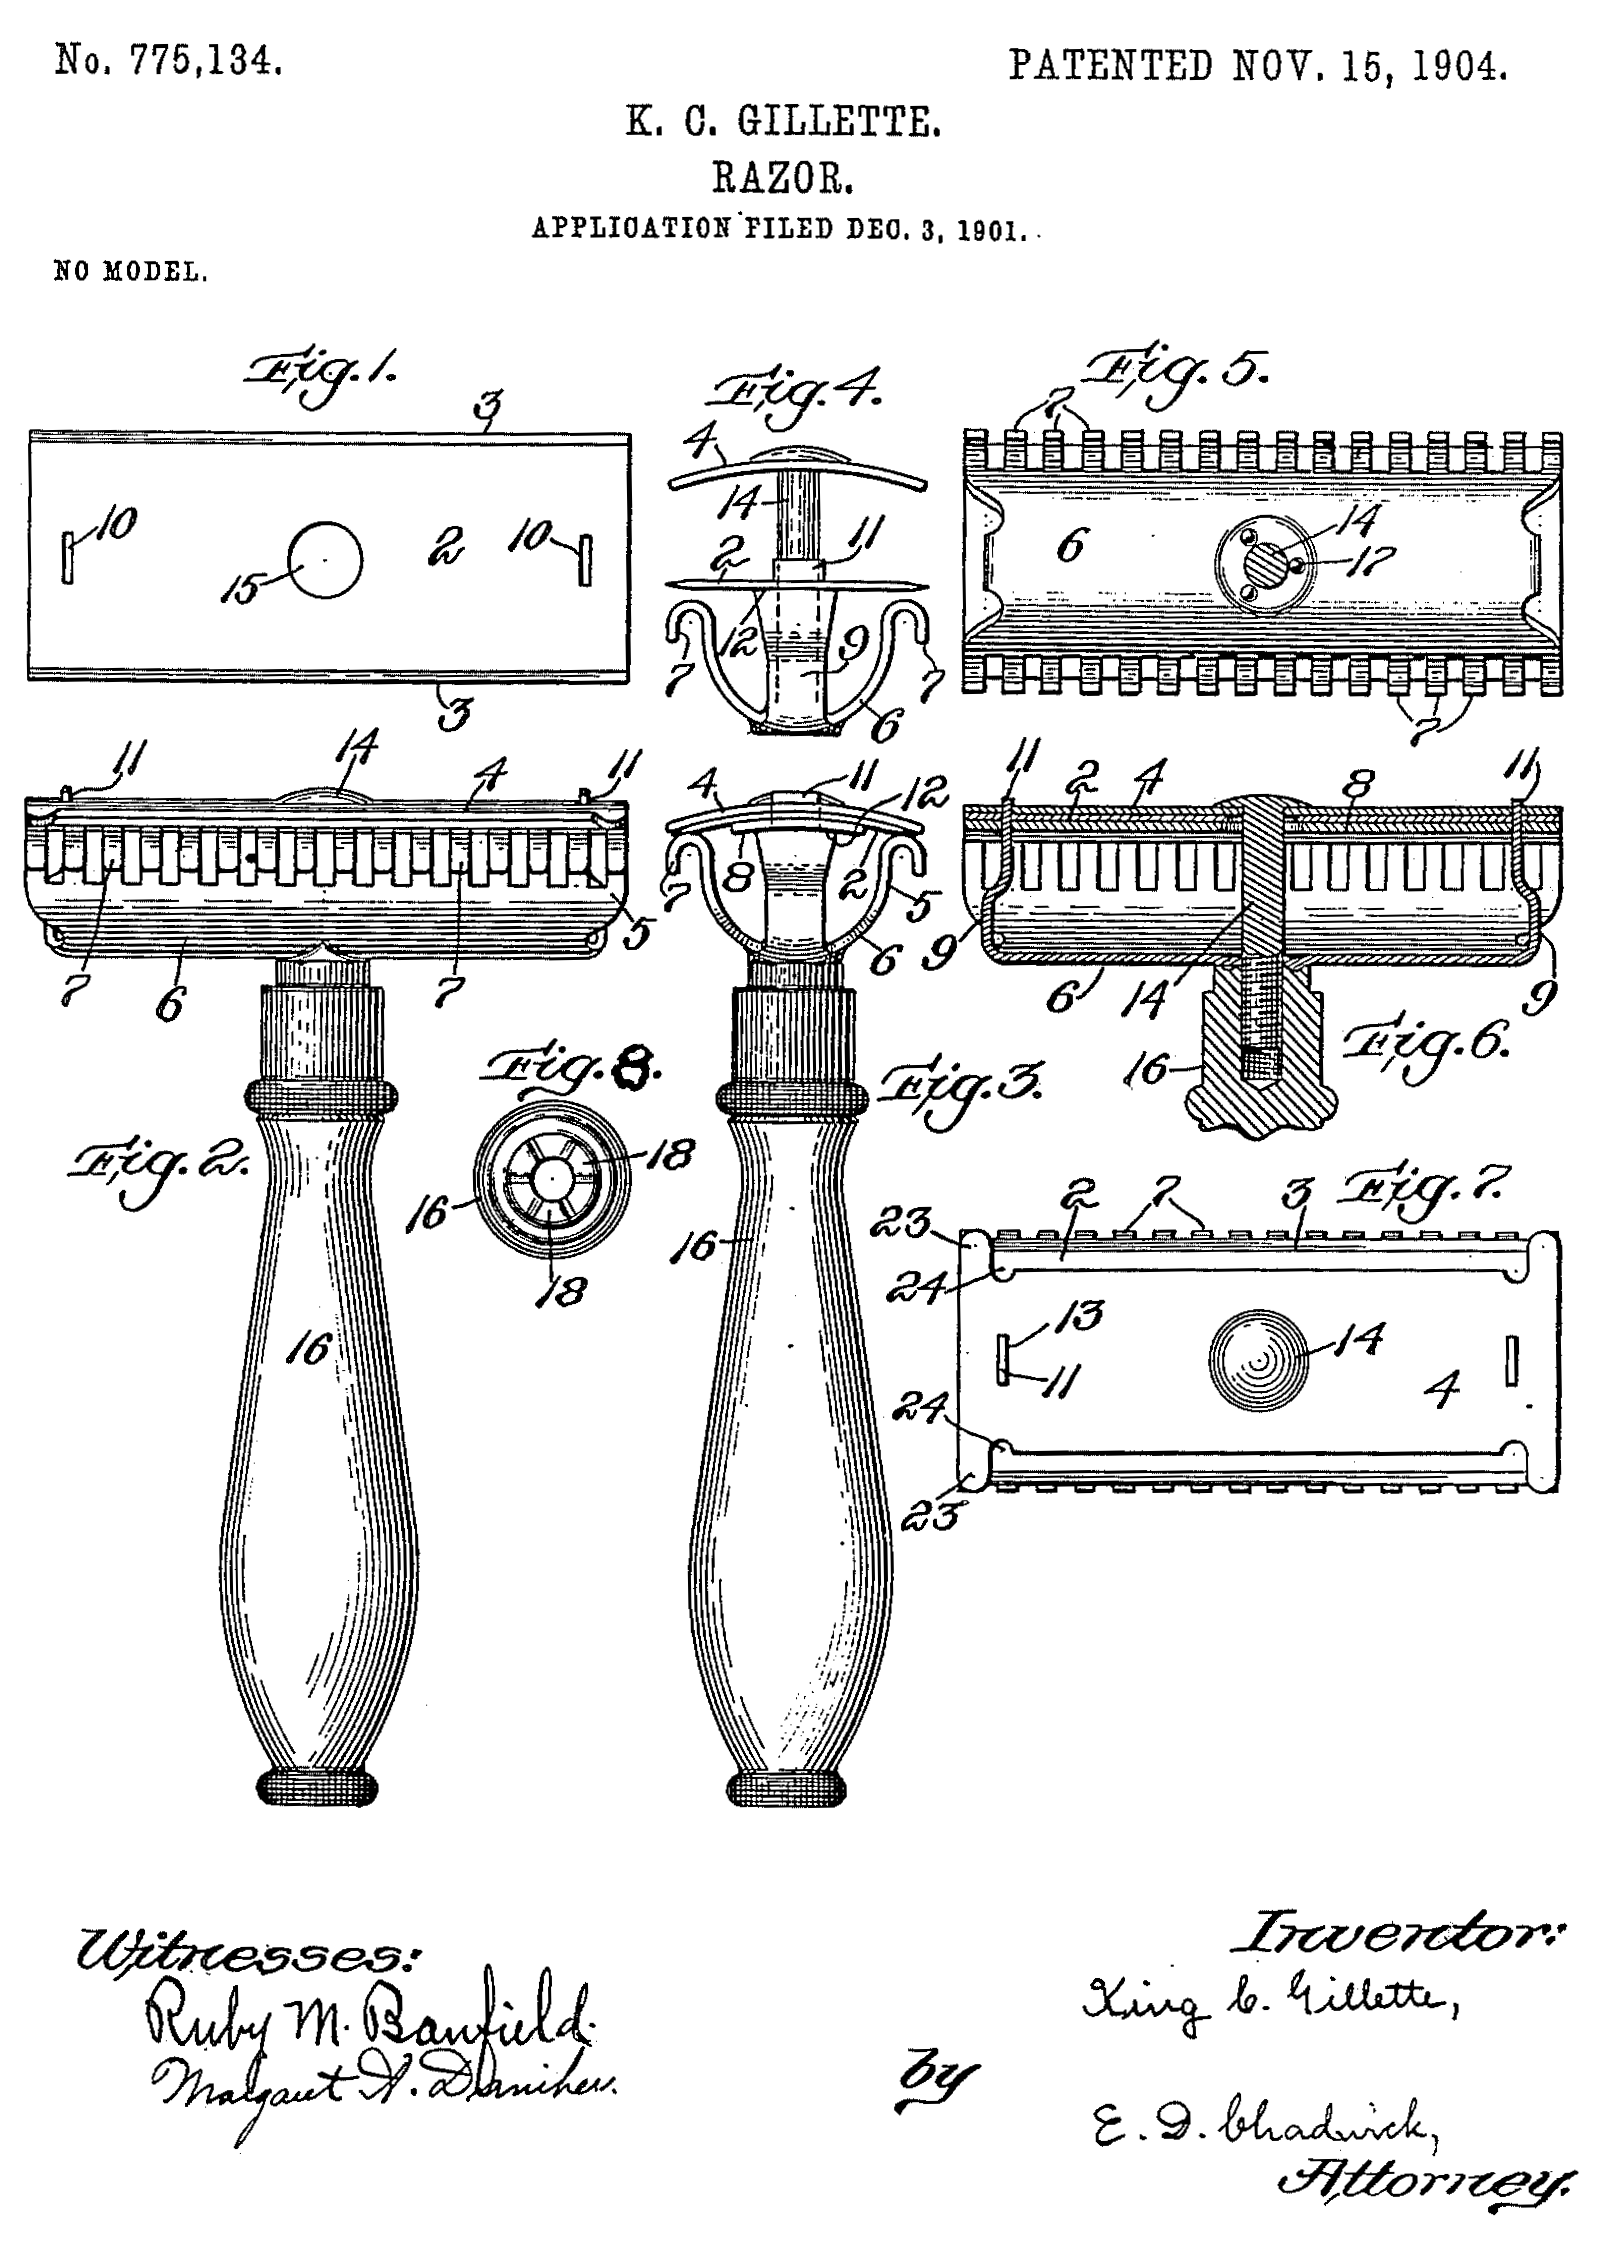 No. 775,134.
PATENTED NOV. 15, 1904.
K. C. GILLETTE.
RAZOR.
APPLICATION FILED DEC. 3, 1901.
NO MODEL.
Fig. 1.
3
10
2
10
15
3
Fig. 4.
4
14
2
11
12
9
7
7
6
Fig. 5.
7
6
14
17
7
11
14
4
11
7
6
7
5
Fig. 2.
16
4
11
12
7
8
2
5
6
Fig. 3.
16
11
2
4
8
11
9
6
14
9
16
Fig. 6.
Fig. 8.
18
16
18
Fig. 7.
23
2
7
3
24
13
11
14
4
24
23
Witnesses:
Ruby M. Banfield.
Inventor:
King C. Gillette,
by
E. D. Chadwick,
Attorney.